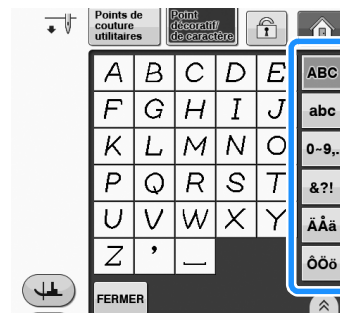 Points de couture utilitaires
Point décoratif/ de caractère
A B C D E
F G H I J
K L M N O
P Q R S T
U V W X Y
Z ’ _
ABC
abc
0~9,..
&?!
ÄÅä
ÔÖö
FERMER